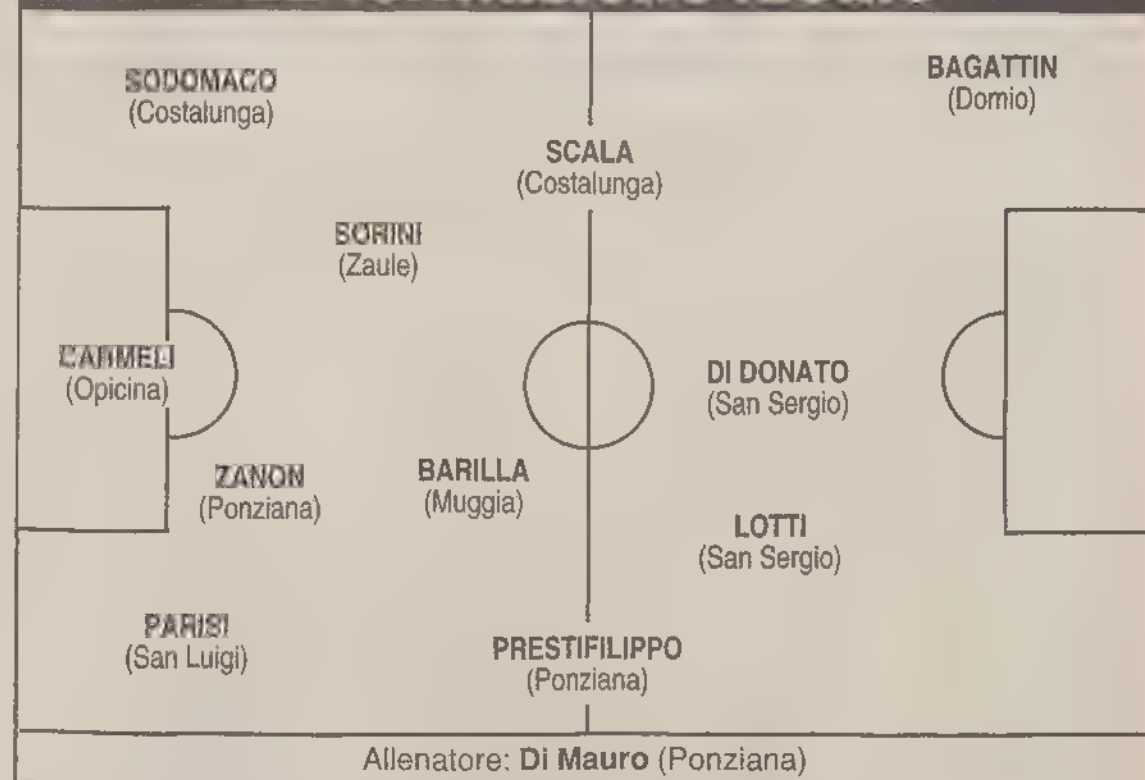 SODOMACO
(Costalunga)
BAGATTIN
(Domio)
SCALA
(Costalunga)
SORINI
(Zaule)
CARMELI
(Opicina)
DI DONATO
(San Sergio)
ZANON
(Ponziana)
BARILLA
(Muggia)
LOTTI
(San Sergio)
PARISI
(San Luigi)
PRESTIFILIPPO
(Ponziana)
Allenatore: Di Mauro (Ponziana)